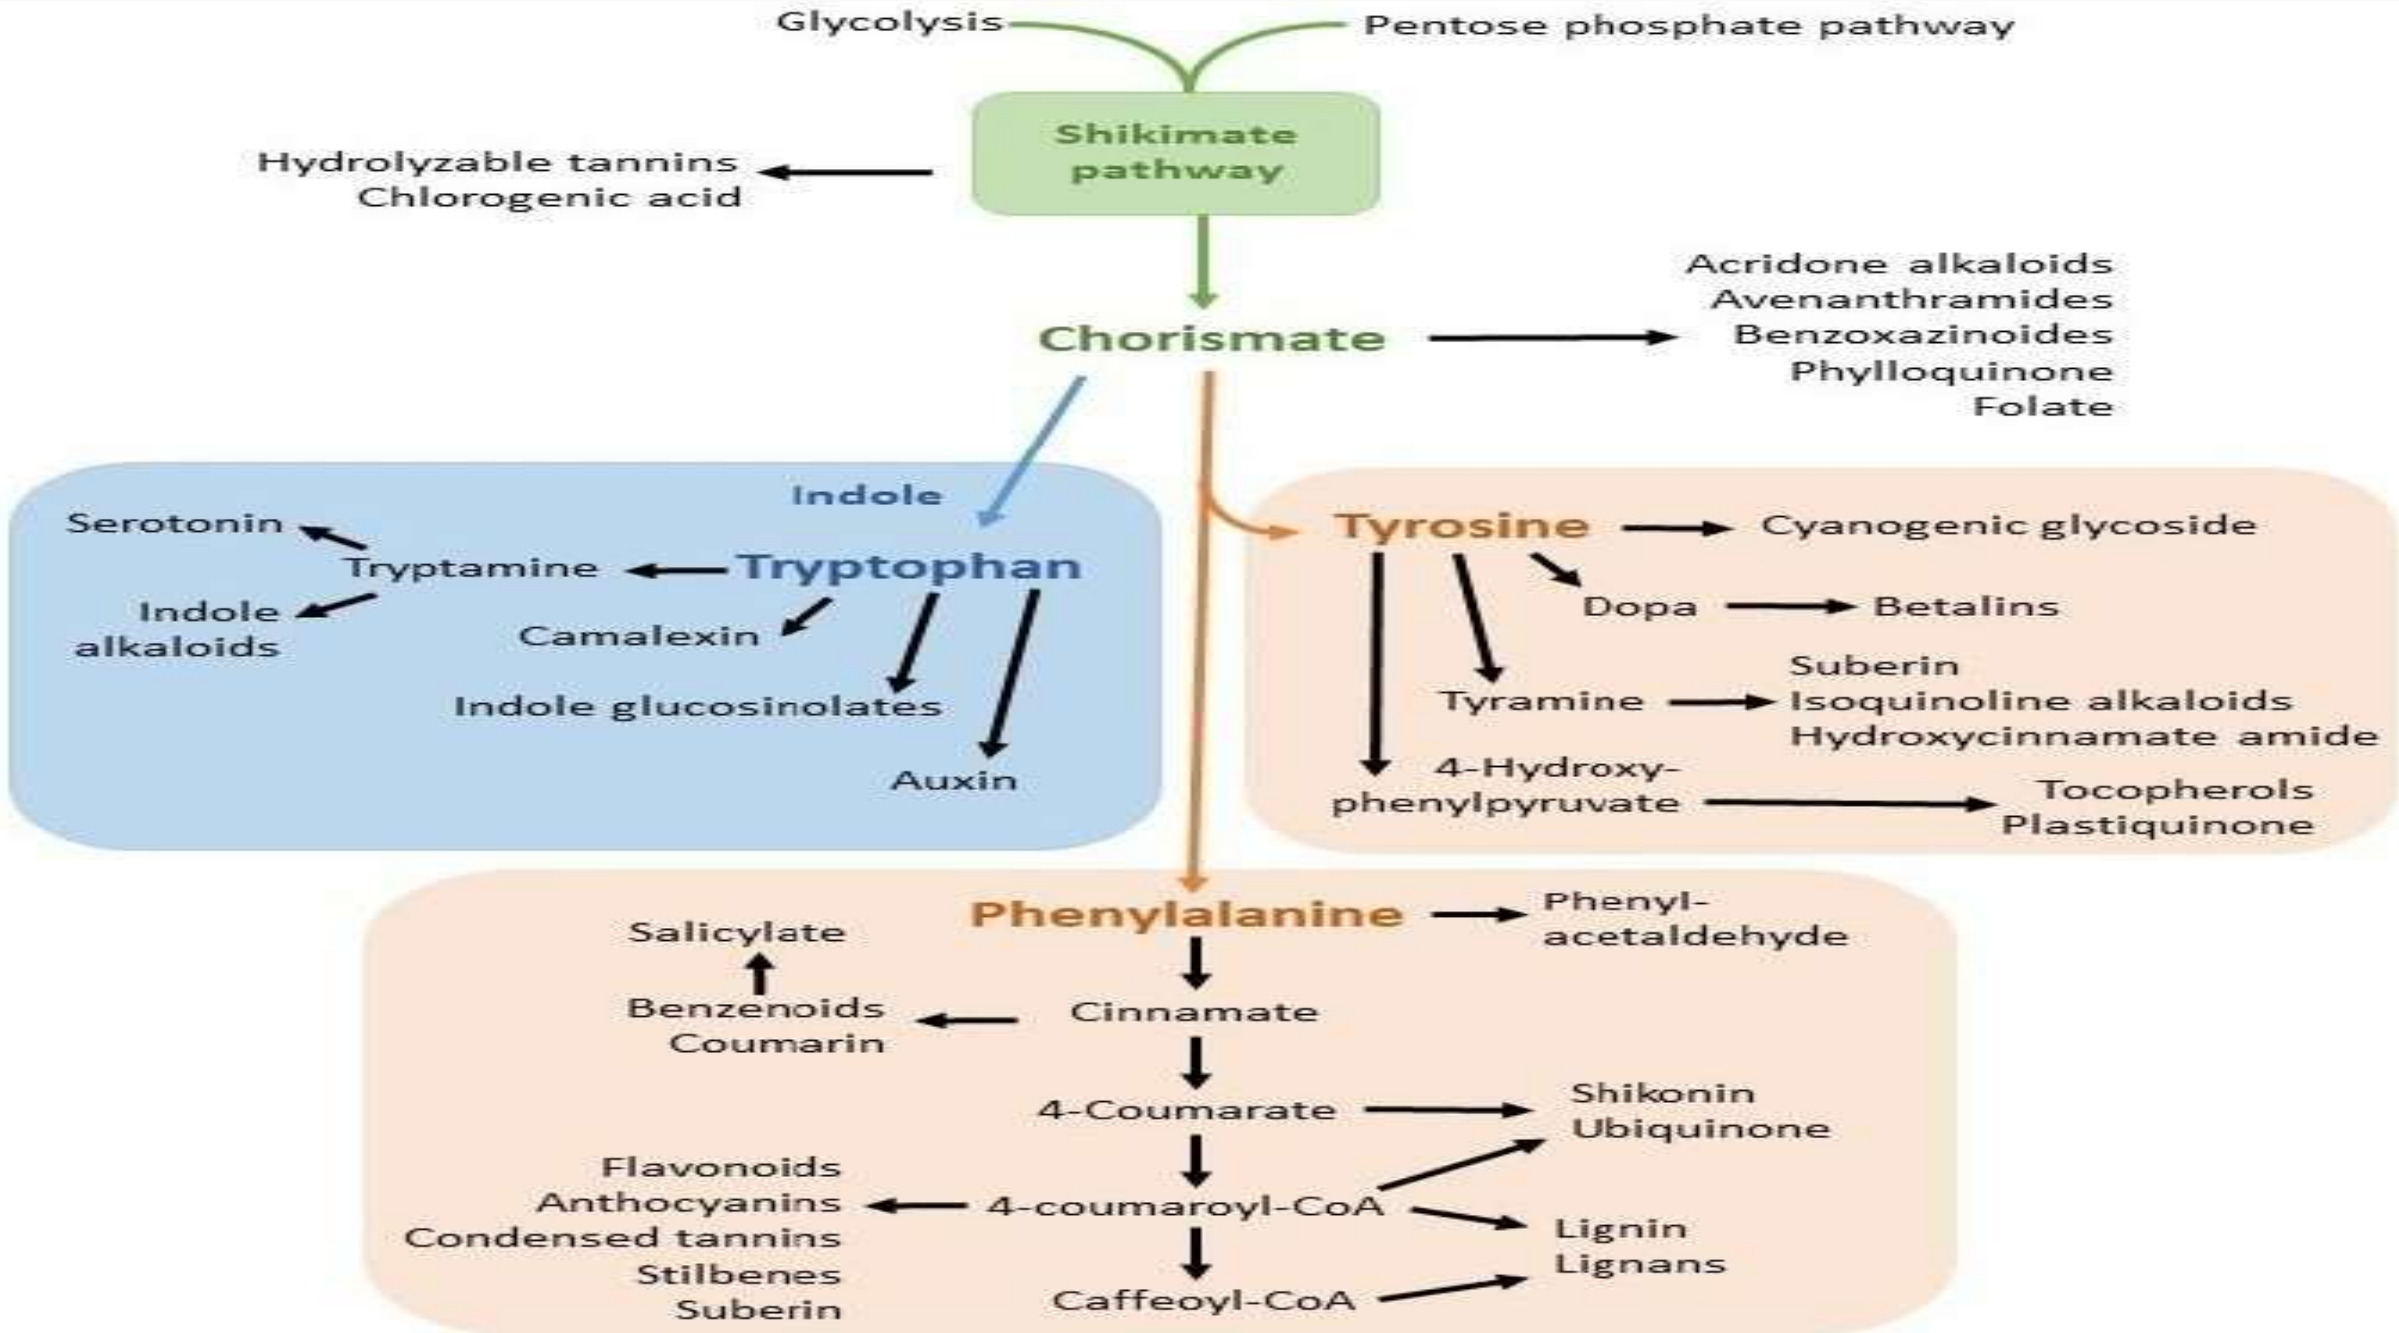 Glycolysis
Pentose phosphate pathway
Shikimate
pathway
Hydrolyzable tannins
Chlorogenic acid
Chorismate
Acridone alkaloids
Avenanthramides
Benzoxazinoides
Phylloquinone
Folate
Indole
Serotonin
Tryptamine
Tryptophan
Indole
alkaloids
Camalexin
Indole glucosinolates
Auxin
Tyrosine
Cyanogenic glycoside
Dopa
Betalins
Tyramine
Suberin
Isoquinoline alkaloids
Hydroxycinnamate amide
4-Hydroxy-
phenylpyruvate
Tocopherols
Plastiquinone
Phenylalanine
Phenyl-
acetaldehyde
Salicylate
Benzenoids
Coumarin
Cinnamate
4-Coumarate
Shikonin
Ubiquinone
Flavonoids
Anthocyanins
Condensed tannins
Stilbenes
Suberin
4-coumaroyl-CoA
Lignin
Lignans
Caffeoyl-CoA